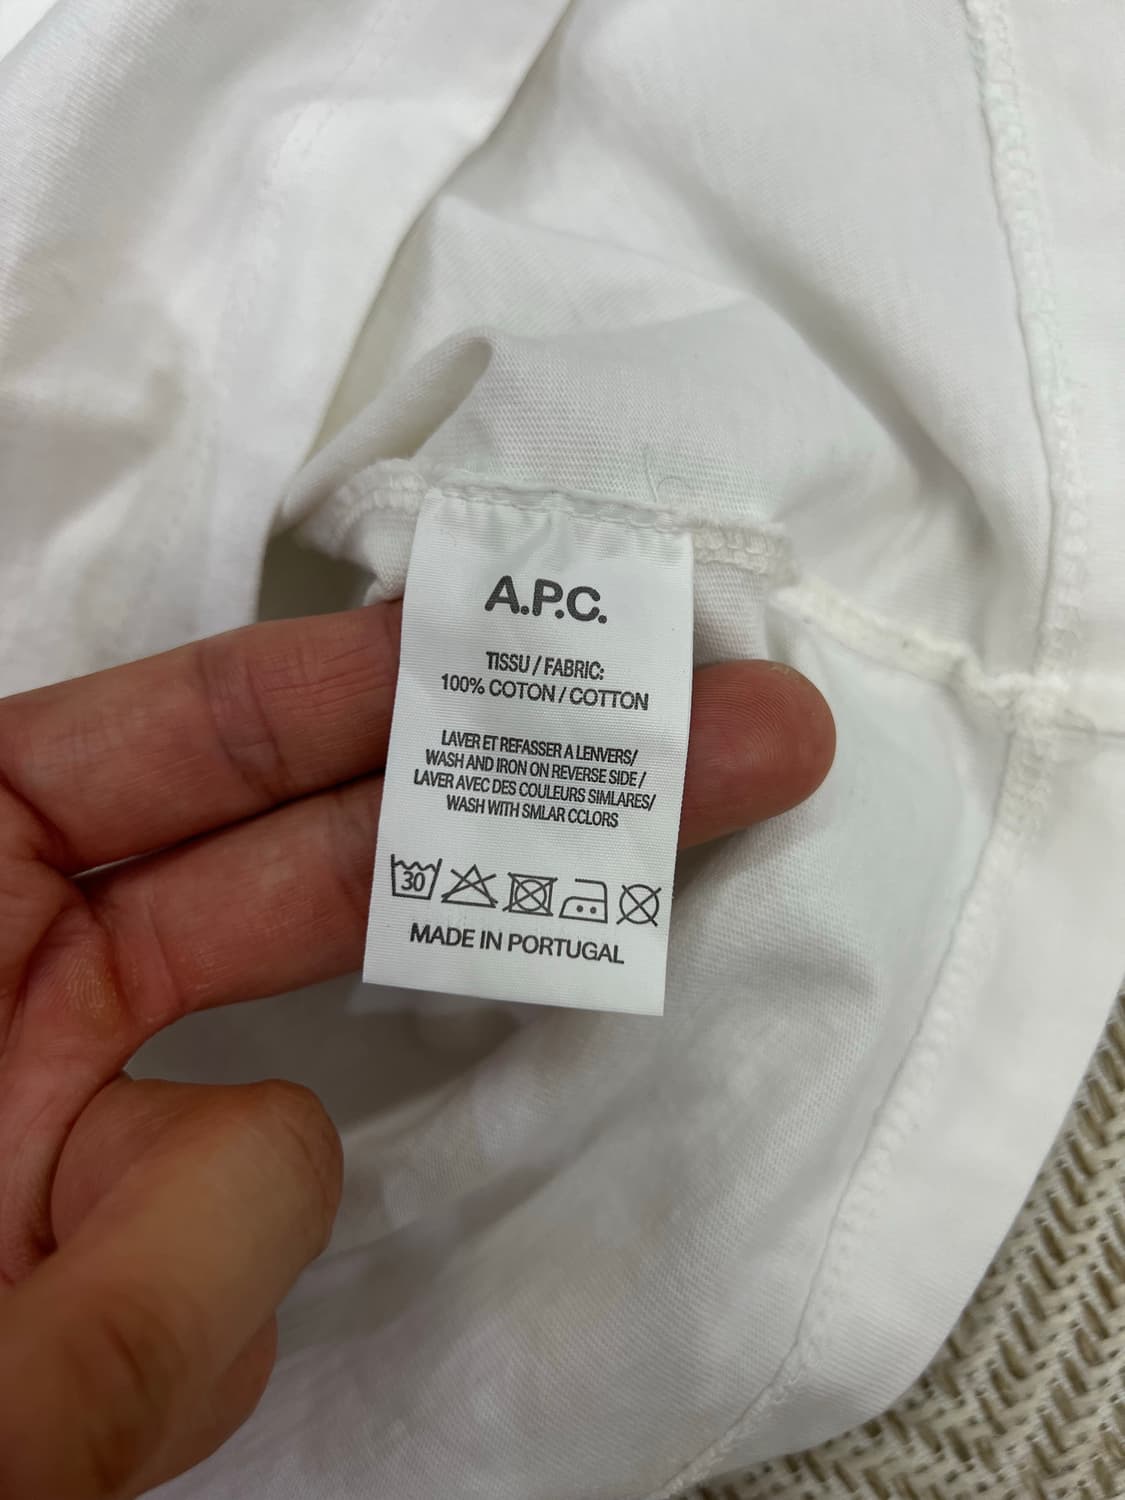 A.P.C.
TISSU / FABRIC:
100% COTON / COTTON
LAVER ET REFASSER A LENVERS/
WASH AND IRON ON REVERSE SIDE /
LAVER AVEC DES COULEURS SIMLARES/
WASH WITH SMLAR CCLORS
30
MADE IN PORTUGAL